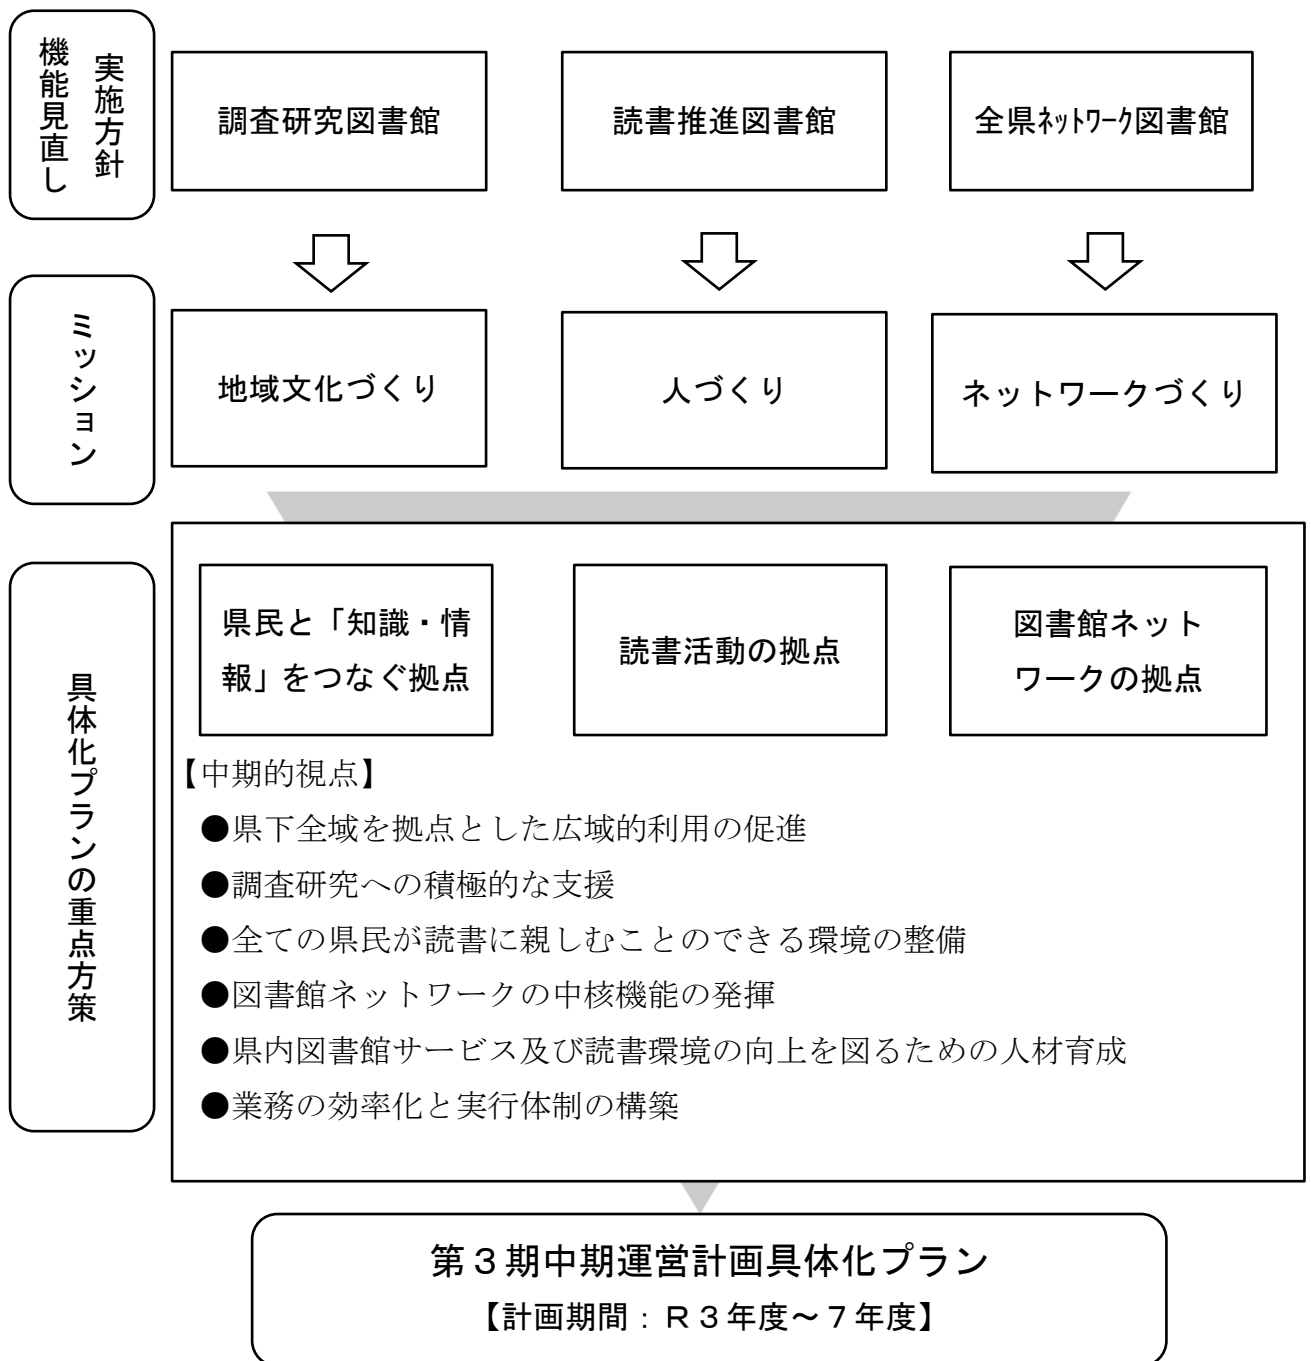 実施方針
機能見直し
調査研究図書館
読書推進図書館
全県ﾈｯﾄﾜｰｸ図書館
ミッション
地域文化づくり
人づくり
ネットワークづくり
具体化プランの重点方策
県民と「知識・情
報」をつなぐ拠点
読書活動の拠点
図書館ネット
ワークの拠点
【中期的視点】
●県下全域を拠点とした広域的利用の促進
●調査研究への積極的な支援
●全ての県民が読書に親しむことのできる環境の整備
●図書館ネットワークの中核機能の発揮
●県内図書館サービス及び読書環境の向上を図るための人材育成
●業務の効率化と実行体制の構築
第３期中期運営計画具体化プラン
【計画期間：Ｒ３年度～７年度】